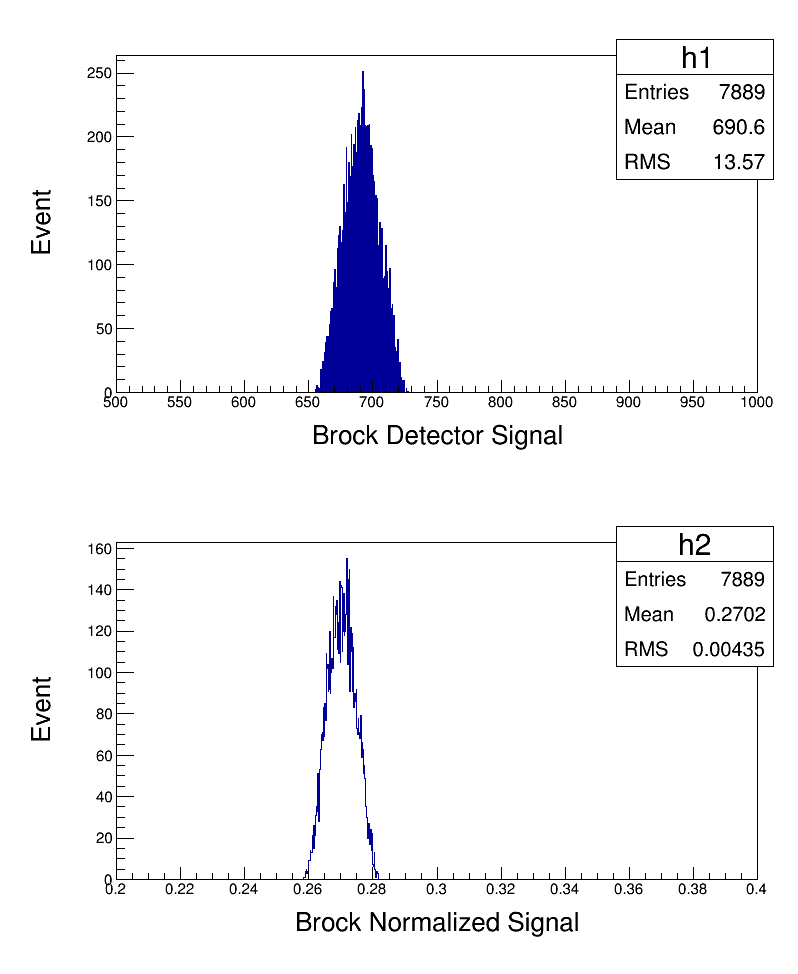 h1
Entries 7889
Mean 690.6
RMS 13.57
250
200
150
100
50
0
500 550 600 650 700 750 800 850 900 950 1000
Event
Brock Detector Signal
h2
Entries 7889
Mean 0.2702
RMS 0.00435
160
140
120
100
80
60
40
20
0
0.2 0.22 0.24 0.26 0.28 0.3 0.32 0.34 0.36 0.38 0.4
Event
Brock Normalized Signal